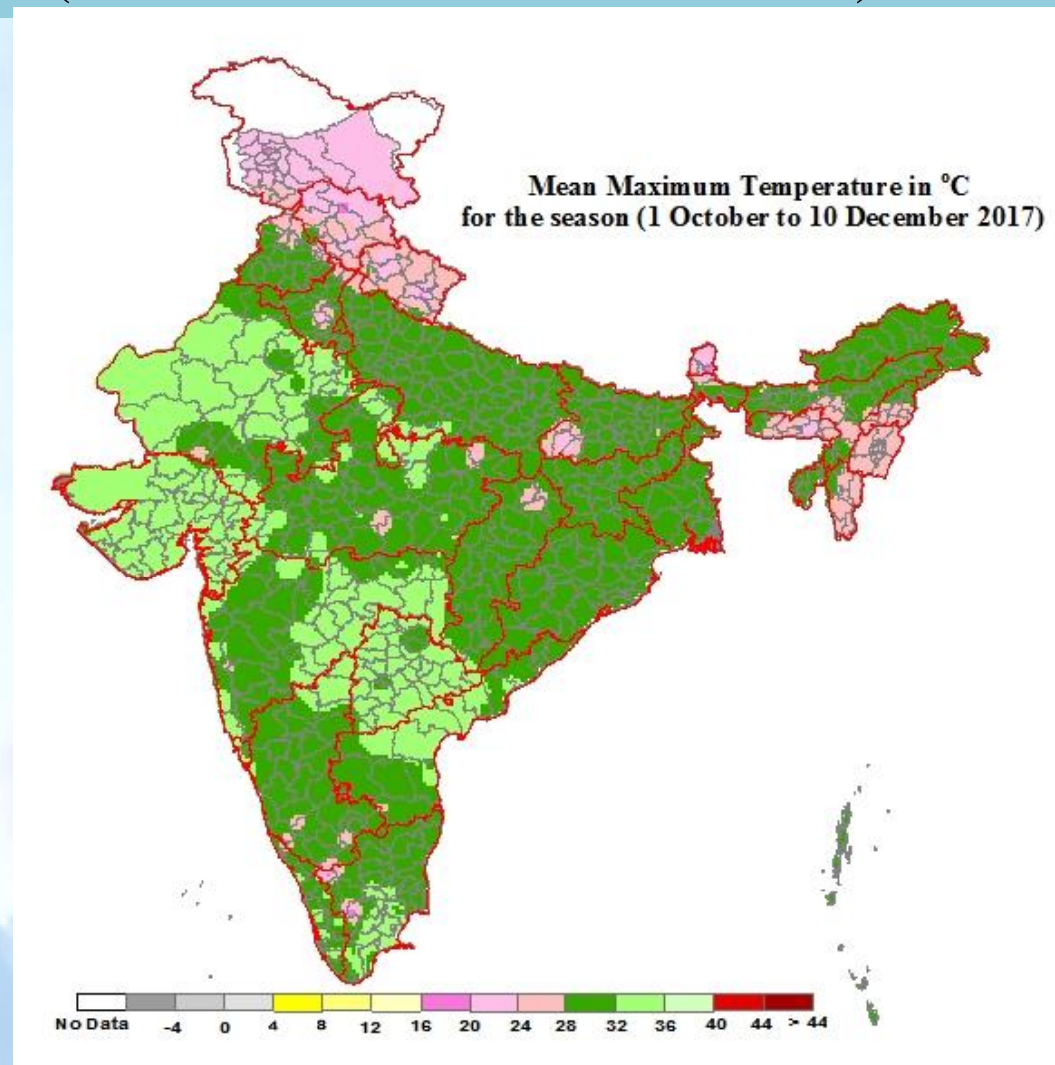 Mean Maximum Temperature in °C
for the season (1 October to 10 December 2017)
No Data -4 0 4 8 12 16 20 24 28 32 36 40 44 > 44